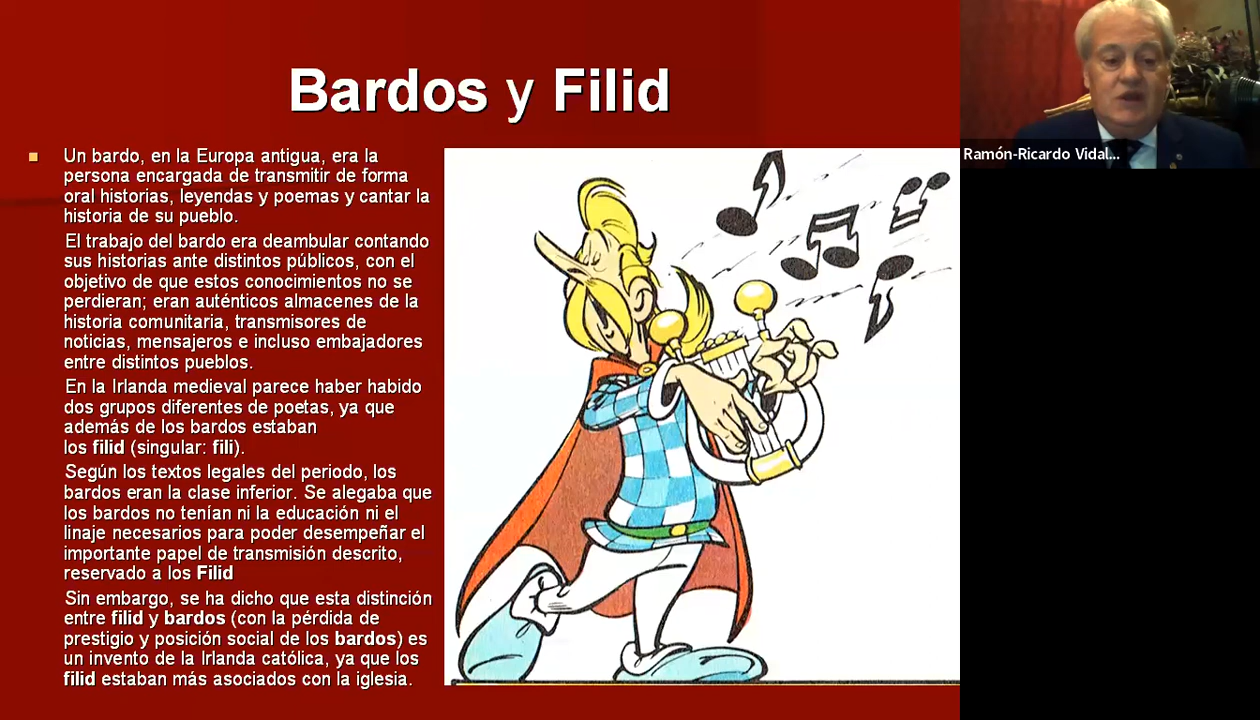 Bardos y Filid
Un bardo, en la Europa antigua, era la
persona encargada de transmitir de forma
oral historias, leyendas y poemas y cantar la
historia de su pueblo.
El trabajo del bardo era deambular contando
sus historias ante distintos públicos, con el
objetivo de que estos conocimientos no se
perdieran; eran auténticos almacenes de la
historia comunitaria, transmisores de
noticias, mensajeros e incluso embajadores
entre distintos pueblos.
En la Irlanda medieval parece haber habido
dos grupos diferentes de poetas, ya que
además de los bardos estaban
los filid (singular: fili).
Según los textos legales del periodo, los
bardos eran la clase inferior. Se alegaba que
los bardos no tenían ni la educación ni el
linaje necesarios para poder desempeñar el
importante papel de transmisión descrito,
reservado a los Filid
Sin embargo, se ha dicho que esta distinción
entre filid y bardos (con la pérdida de
prestigio y posición social de los bardos) es
un invento de la Irlanda católica, ya que los
filid estaban más asociados con la iglesia.
Ramón-Ricardo Vidal...